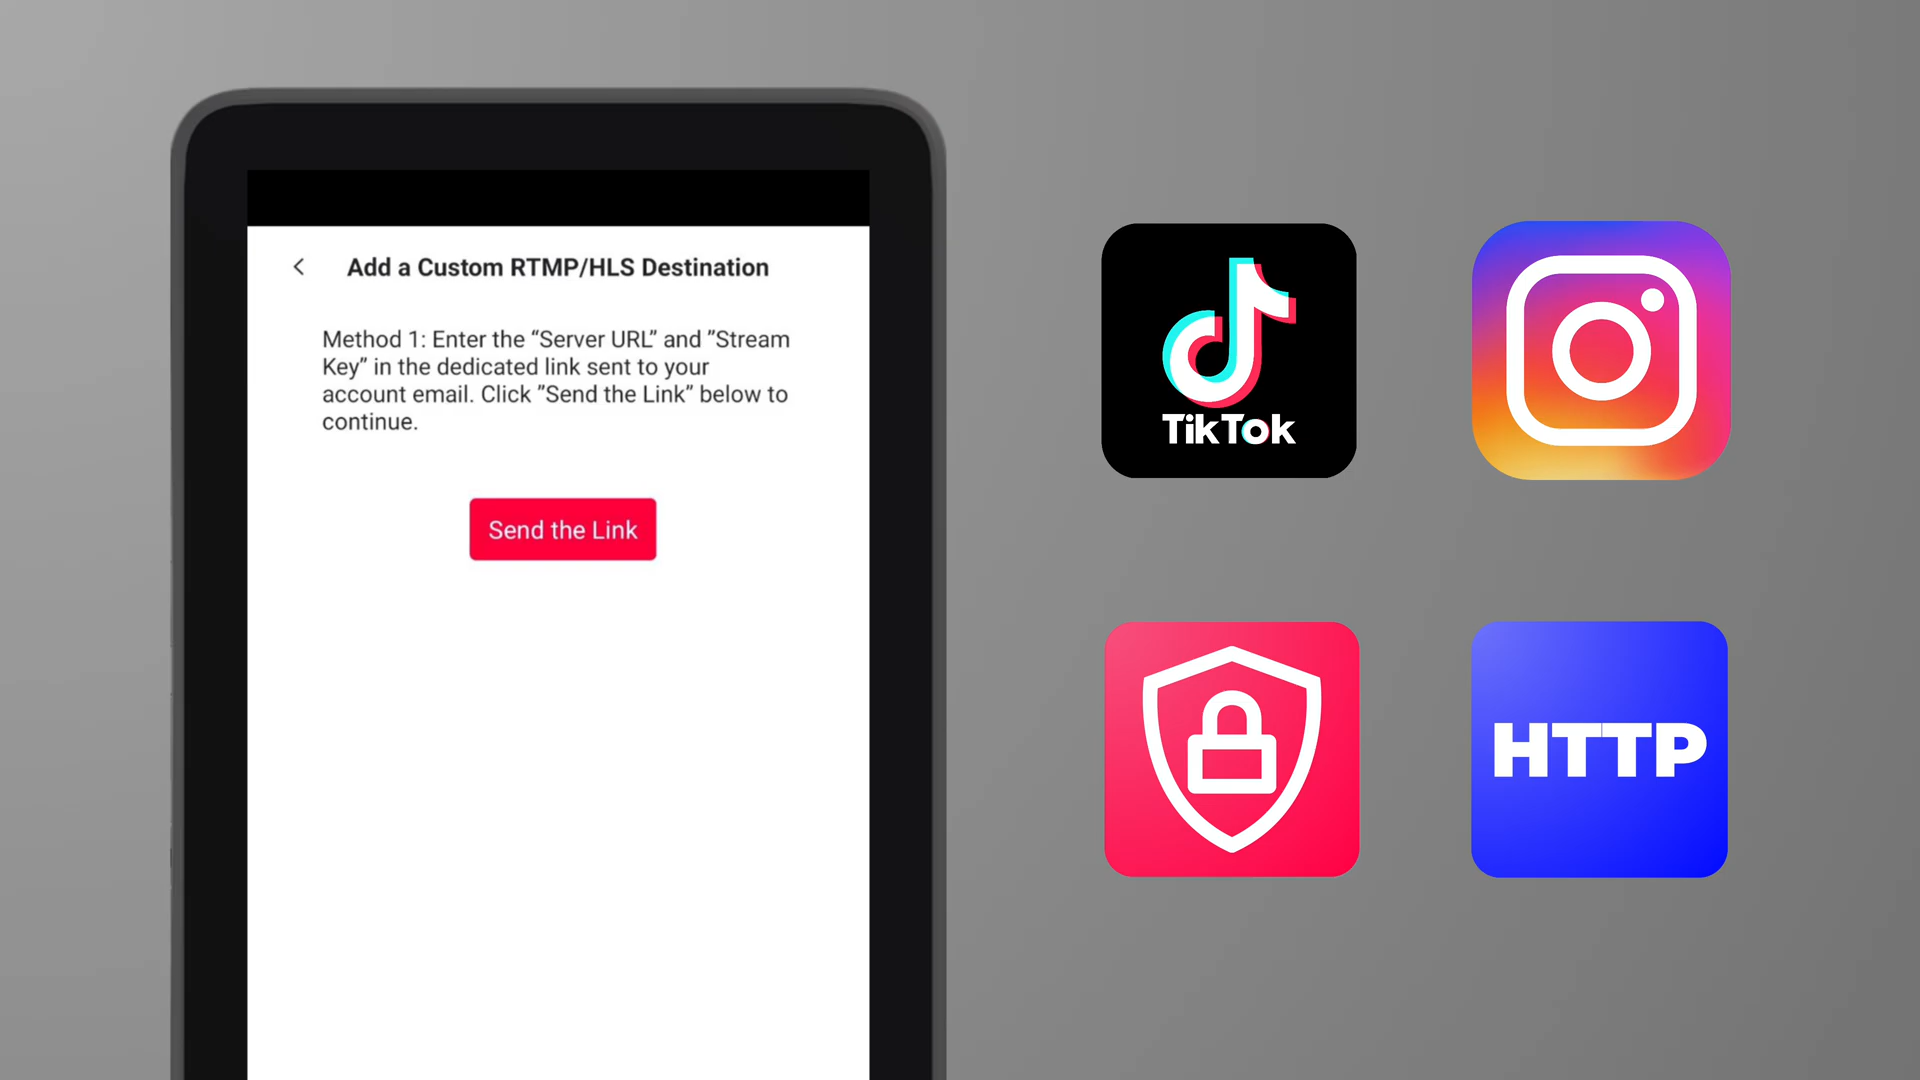 Add a Custom RTMP/HLS Destination
Method 1: Enter the “Server URL” and ”Stream
Key” in the dedicated link sent to your
account email. Click ”Send the Link” below to
continue.
Send the Link
TikTok
HTTP